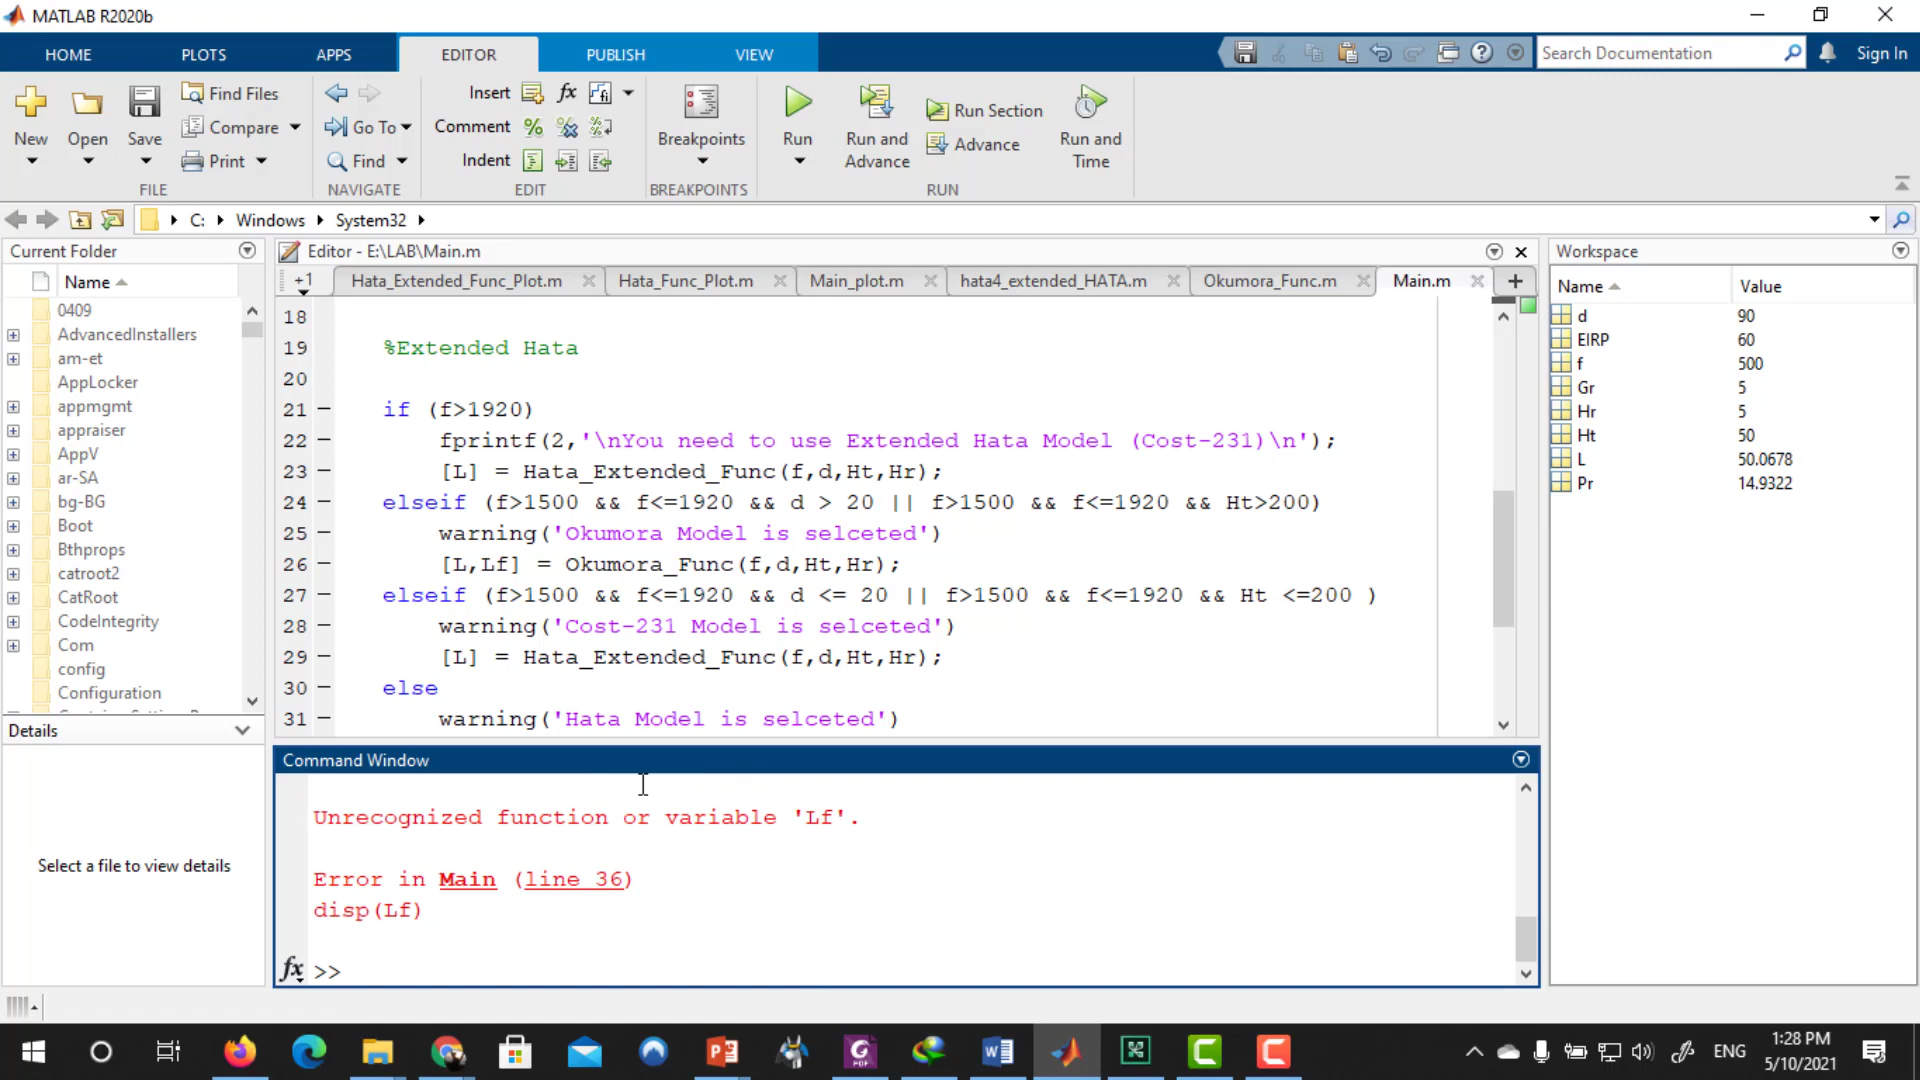 MATLAB R2020b
HOME PLOTS APPS EDITOR PUBLISH VIEW Search Documentation Sign In
New Open Save Find Files Compare Print
FILE
Go To Find
NAVIGATE
Insert fx
Comment
Indent
EDIT
Breakpoints
BREAKPOINTS
Run Run and Advance Run Section Advance Run and Time
RUN
C: Windows System32
Current Folder
Name
0409
AdvancedInstallers
am-et
AppLocker
appmgmt
appraiser
AppV
ar-SA
bg-BG
Boot
Bthprops
catroot2
CatRoot
CodeIntegrity
Com
config
Configuration
Details
Select a file to view details
Editor - E:\LAB\Main.m
+1 Hata_Extended_Func_Plot.m Hata_Func_Plot.m Main_plot.m hata4_extended_HATA.m Okumora_Func.m Main.m
18
19 %Extended Hata
20
21 if (f>1920)
22 fprintf(2,'\nYou need to use Extended Hata Model (Cost-231)\n');
23 [L] = Hata_Extended_Func(f,d,Ht,Hr);
24 elseif (f>1500 && f<=1920 && d > 20 || f>1500 && f<=1920 && Ht>200)
25 warning('Okumora Model is selceted')
26 [L,Lf] = Okumora_Func(f,d,Ht,Hr);
27 elseif (f>1500 && f<=1920 && d <= 20 || f>1500 && f<=1920 && Ht <=200 )
28 warning('Cost-231 Model is selceted')
29 [L] = Hata_Extended_Func(f,d,Ht,Hr);
30 else
31 warning('Hata Model is selceted')
Command Window
Unrecognized function or variable 'Lf'.
Error in Main (line 36)
disp(Lf)
fx >>
Workspace
Name Value
d 90
EIRP 60
f 500
Gr 5
Hr 5
Ht 50
L 50.0678
Pr 14.9322
ENG
1:28 PM
5/10/2021